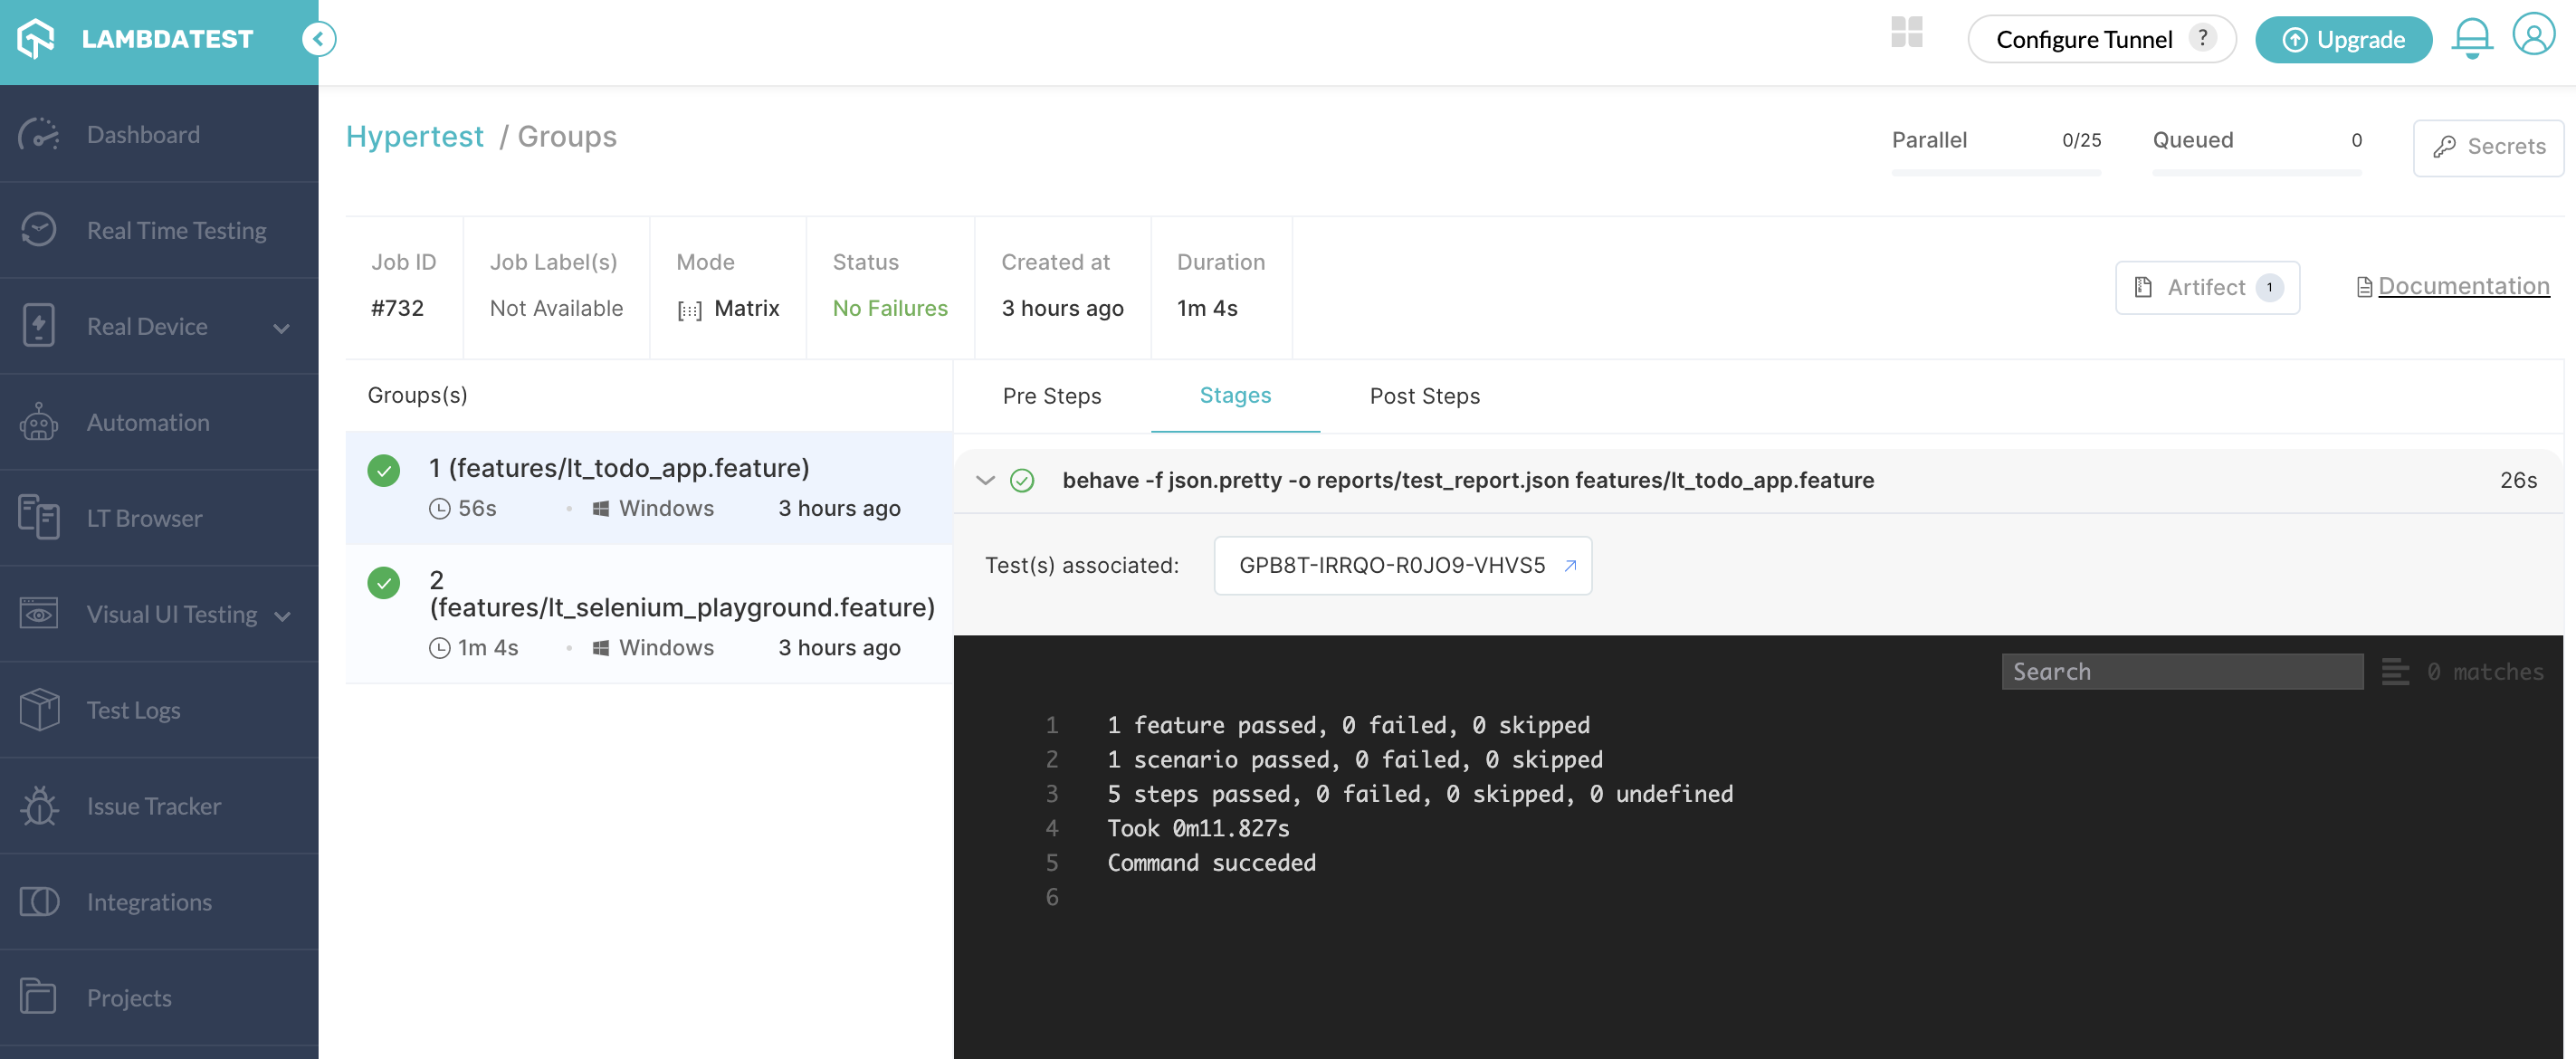 LAMBDATEST
Configure Tunnel ?
Upgrade
Dashboard
Real Time Testing
Real Device
Automation
LT Browser
Visual UI Testing
Test Logs
Issue Tracker
Integrations
Projects
Hypertest / Groups
Parallel 0/25
Queued 0
Secrets
Job ID
#732
Job Label(s)
Not Available
Mode
Matrix
Status
No Failures
Created at
3 hours ago
Duration
1m 4s
Artifect 1
Documentation
Groups(s)
1 (features/lt_todo_app.feature)
56s Windows 3 hours ago
2
(features/lt_selenium_playground.feature)
1m 4s Windows 3 hours ago
Pre Steps Stages Post Steps
behave -f json.pretty -o reports/test_report.json features/lt_todo_app.feature 26s
Test(s) associated: GPB8T-IRRQO-R0JO9-VHVS5
Search 0 matches
1 1 feature passed, 0 failed, 0 skipped
2 1 scenario passed, 0 failed, 0 skipped
3 5 steps passed, 0 failed, 0 skipped, 0 undefined
4 Took 0m11.827s
5 Command succeded
6